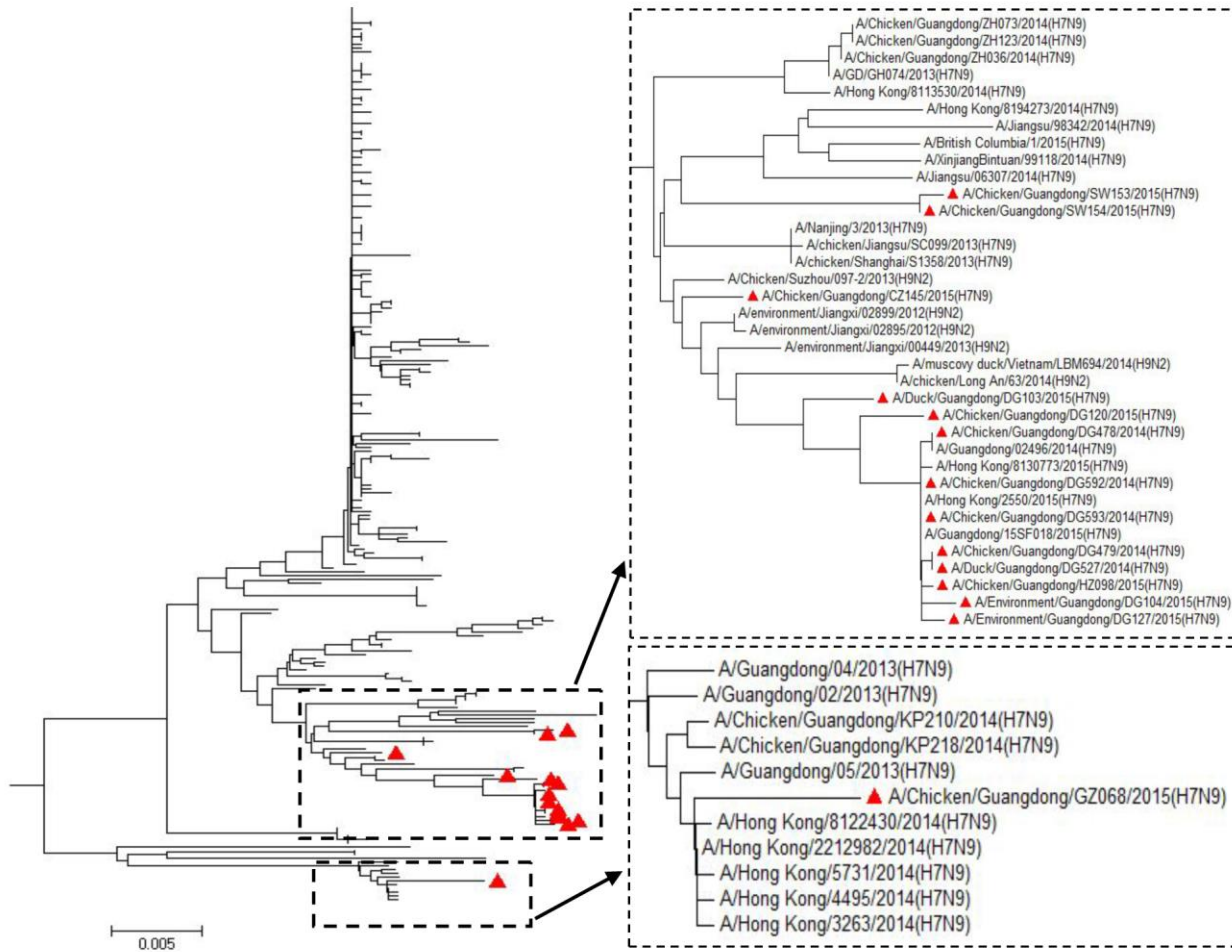 A/Chicken/Guangdong/ZH073/2014(H7N9)
A/Chicken/Guangdong/ZH123/2014(H7N9)
A/Chicken/Guangdong/ZH036/2014(H7N9)
A/GD/GH074/2013(H7N9)
A/Hong Kong/8113530/2014(H7N9)
A/Hong Kong/8194273/2014(H7N9)
A/Jiangsu/98342/2014(H7N9)
A/British Columbia/1/2015(H7N9)
A/XinjiangBintuan/99118/2014(H7N9)
A/Jiangsu/06307/2014(H7N9)
A/Chicken/Guangdong/SW153/2015(H7N9)
A/Chicken/Guangdong/SW154/2015(H7N9)
A/Nanjing/3/2013(H7N9)
A/chicken/Jiangsu/SC099/2013(H7N9)
A/chicken/Shanghai/S1358/2013(H7N9)
A/Chicken/Suzhou/097-2/2013(H9N2)
A/Chicken/Guangdong/CZ145/2015(H7N9)
A/environment/Jiangxi/02899/2012(H9N2)
A/environment/Jiangxi/02895/2012(H9N2)
A/environment/Jiangxi/00449/2013(H9N2)
A/muscovy duck/Vietnam/LBM694/2014(H9N2)
A/chicken/Long An/63/2014(H9N2)
A/Duck/Guangdong/DG103/2015(H7N9)
A/Chicken/Guangdong/DG120/2015(H7N9)
A/Chicken/Guangdong/DG478/2014(H7N9)
A/Guangdong/02496/2014(H7N9)
A/Hong Kong/8130773/2015(H7N9)
A/Chicken/Guangdong/DG592/2014(H7N9)
A/Hong Kong/2550/2015(H7N9)
A/Chicken/Guangdong/DG593/2014(H7N9)
A/Guangdong/15SF018/2015(H7N9)
A/Chicken/Guangdong/DG479/2014(H7N9)
A/Duck/Guangdong/DG527/2014(H7N9)
A/Chicken/Guangdong/HZ098/2015(H7N9)
A/Environment/Guangdong/DG104/2015(H7N9)
A/Environment/Guangdong/DG127/2015(H7N9)
A/Guangdong/04/2013(H7N9)
A/Guangdong/02/2013(H7N9)
A/Chicken/Guangdong/KP210/2014(H7N9)
A/Chicken/Guangdong/KP218/2014(H7N9)
A/Guangdong/05/2013(H7N9)
A/Chicken/Guangdong/GZ068/2015(H7N9)
A/Hong Kong/8122430/2014(H7N9)
A/Hong Kong/2212982/2014(H7N9)
A/Hong Kong/5731/2014(H7N9)
A/Hong Kong/4495/2014(H7N9)
A/Hong Kong/3263/2014(H7N9)
0.005